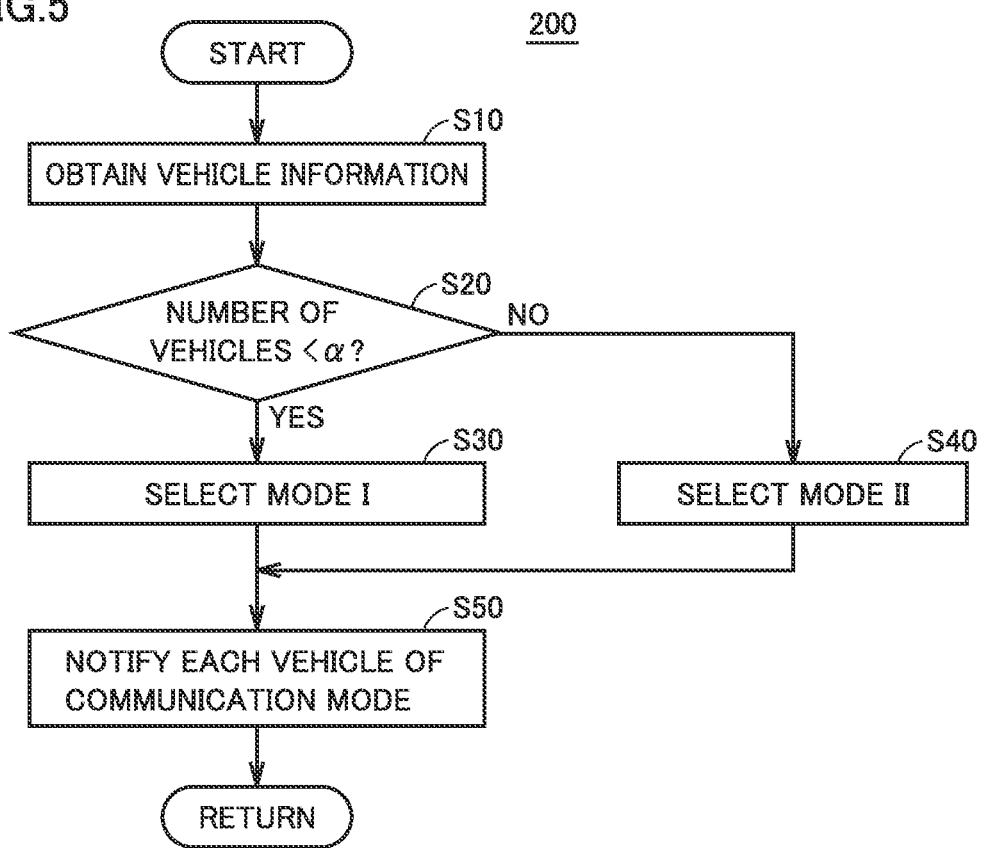 FIG.5
200
START
S10
OBTAIN VEHICLE INFORMATION
S20
NUMBER OF
VEHICLES < α ?
NO
YES
S30
SELECT MODE I
S40
SELECT MODE II
S50
NOTIFY EACH VEHICLE OF
COMMUNICATION MODE
RETURN